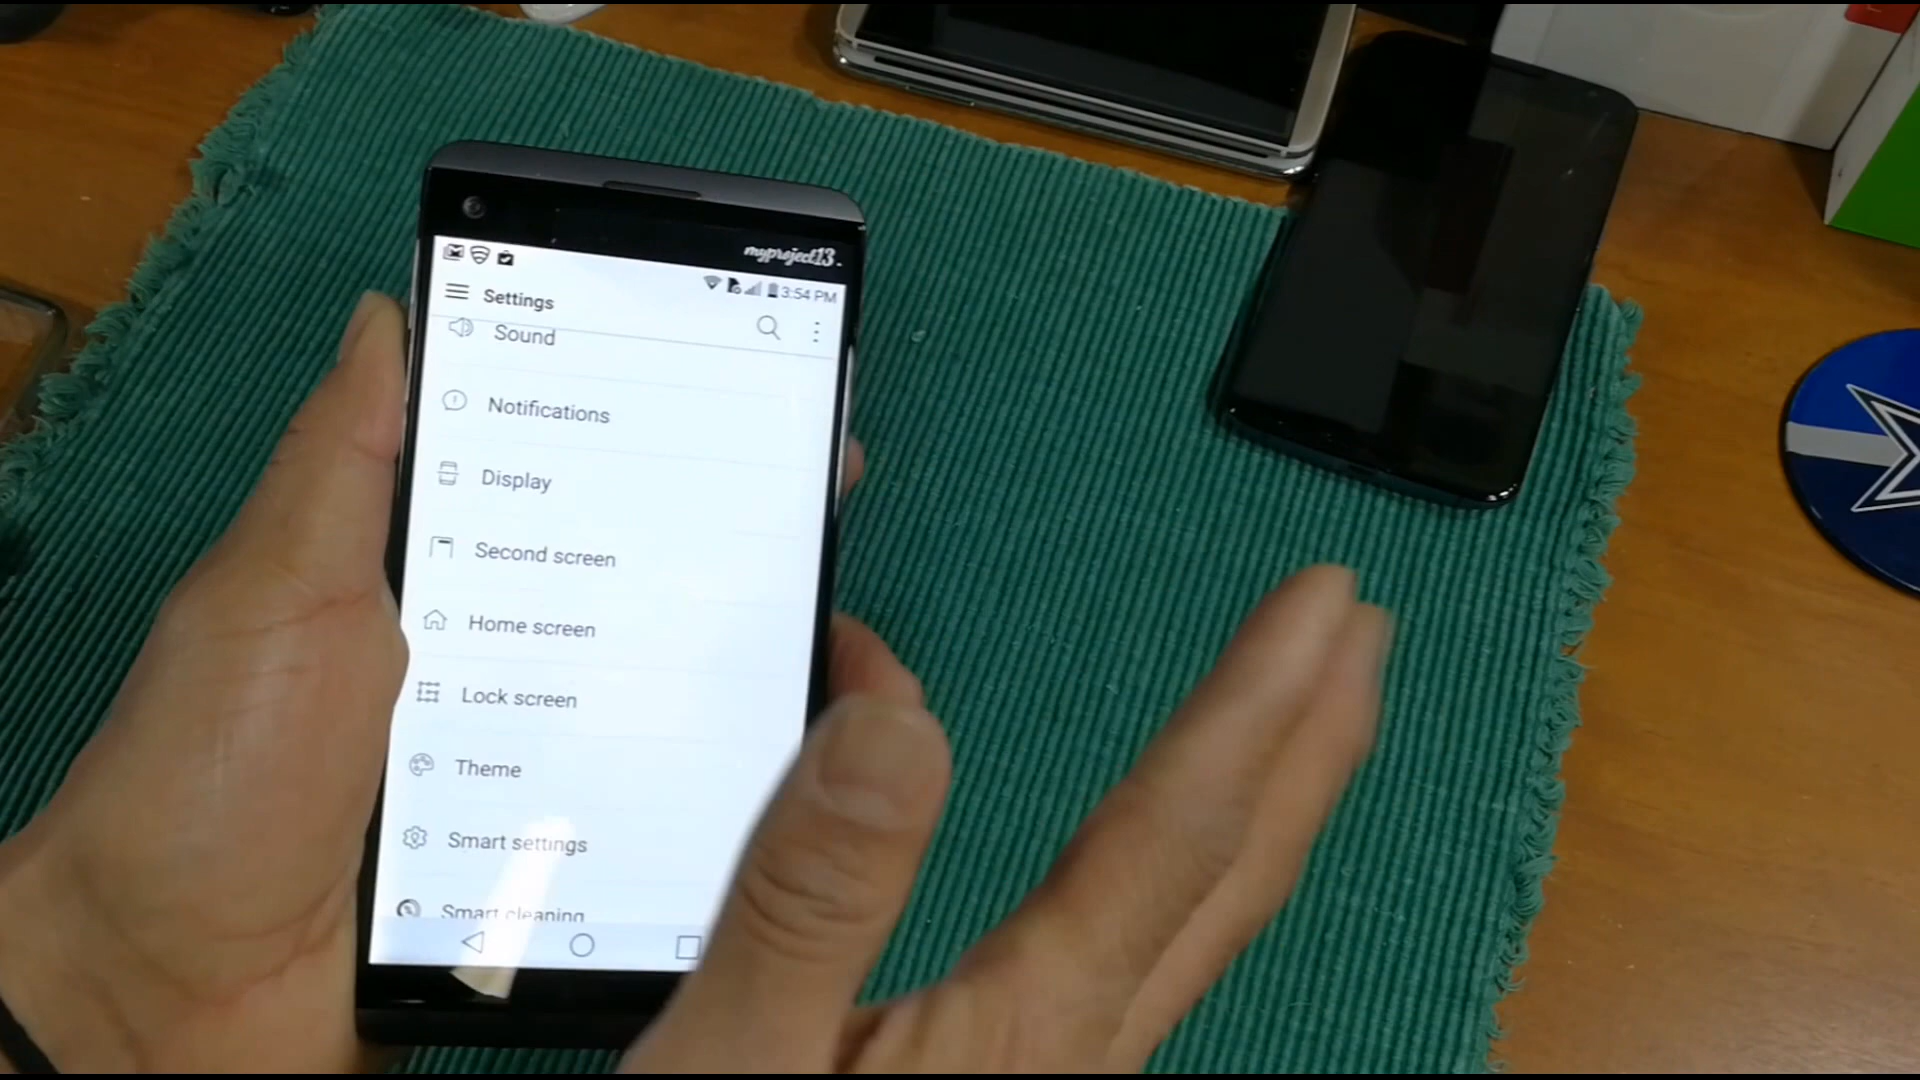 myproject13.
3:54 PM
Settings
Sound
Notifications
Display
Second screen
Home screen
Lock screen
Theme
Smart settings
Smart cleaning